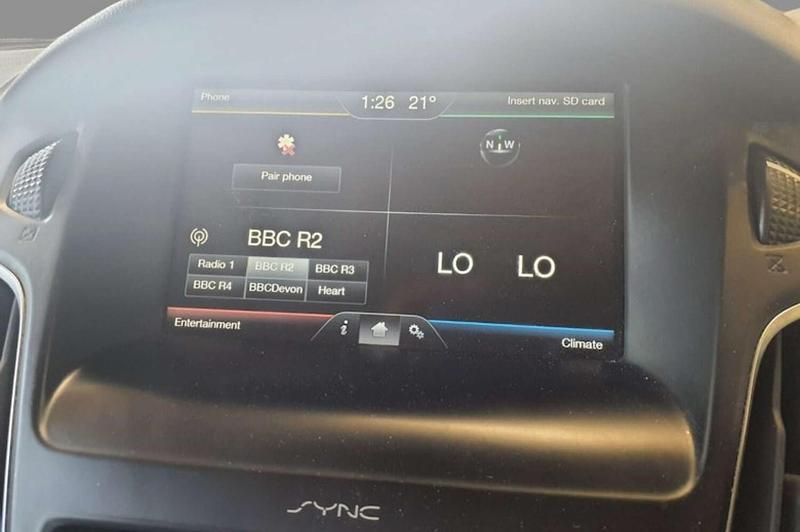 Phone
1:26 21°
Insert nav. SD card
Pair phone
N W
BBC R2
Radio 1 BBC R2 BBC R3
BBC R4 BBCDevon Heart
LO LO
Entertainment
i
Climate
SYNC